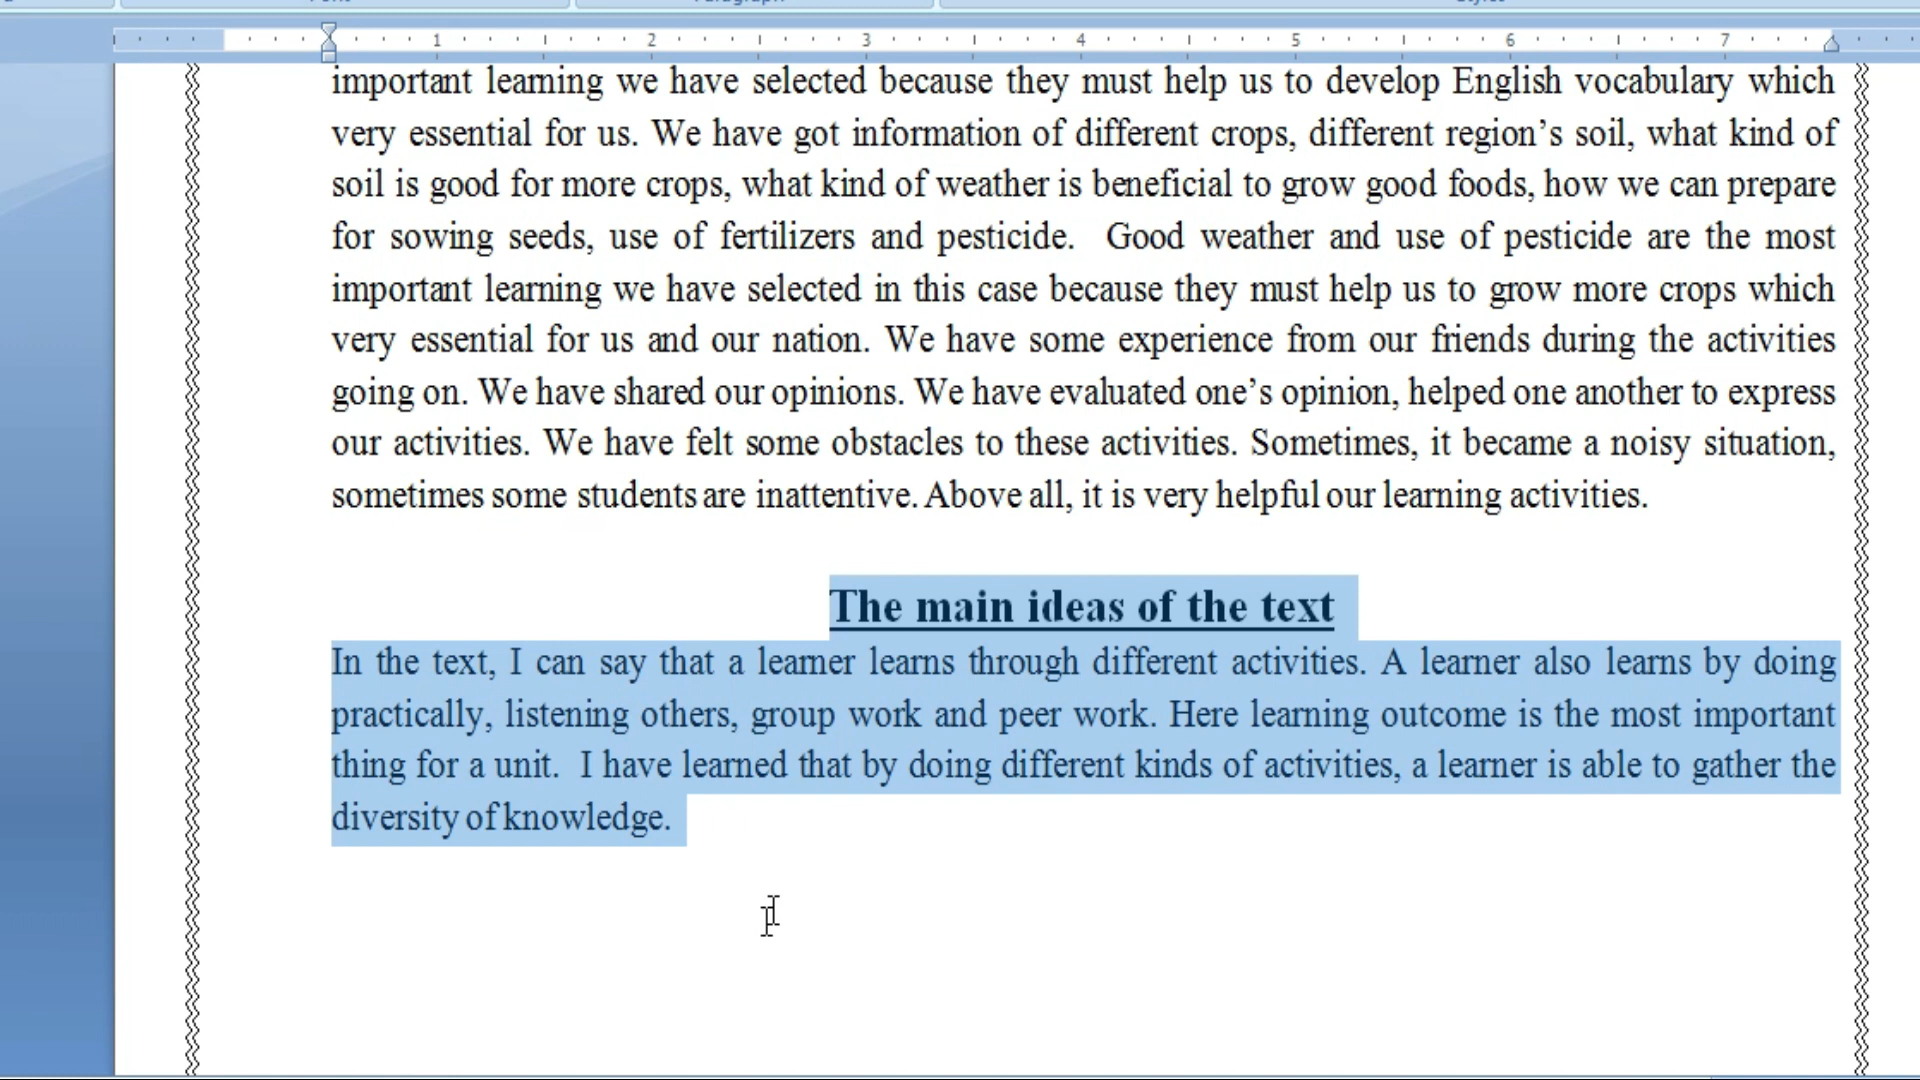 1 2 3 4 5 6 7
important learning we have selected because they must help us to develop English vocabulary which
very essential for us. We have got information of different crops, different region’s soil, what kind of
soil is good for more crops, what kind of weather is beneficial to grow good foods, how we can prepare
for sowing seeds, use of fertilizers and pesticide. Good weather and use of pesticide are the most
important learning we have selected in this case because they must help us to grow more crops which
very essential for us and our nation. We have some experience from our friends during the activities
going on. We have shared our opinions. We have evaluated one’s opinion, helped one another to express
our activities. We have felt some obstacles to these activities. Sometimes, it became a noisy situation,
sometimes some students are inattentive. Above all, it is very helpful our learning activities.
The main ideas of the text
In the text, I can say that a learner learns through different activities. A learner also learns by doing
practically, listening others, group work and peer work. Here learning outcome is the most important
thing for a unit. I have learned that by doing different kinds of activities, a learner is able to gather the
diversity of knowledge.